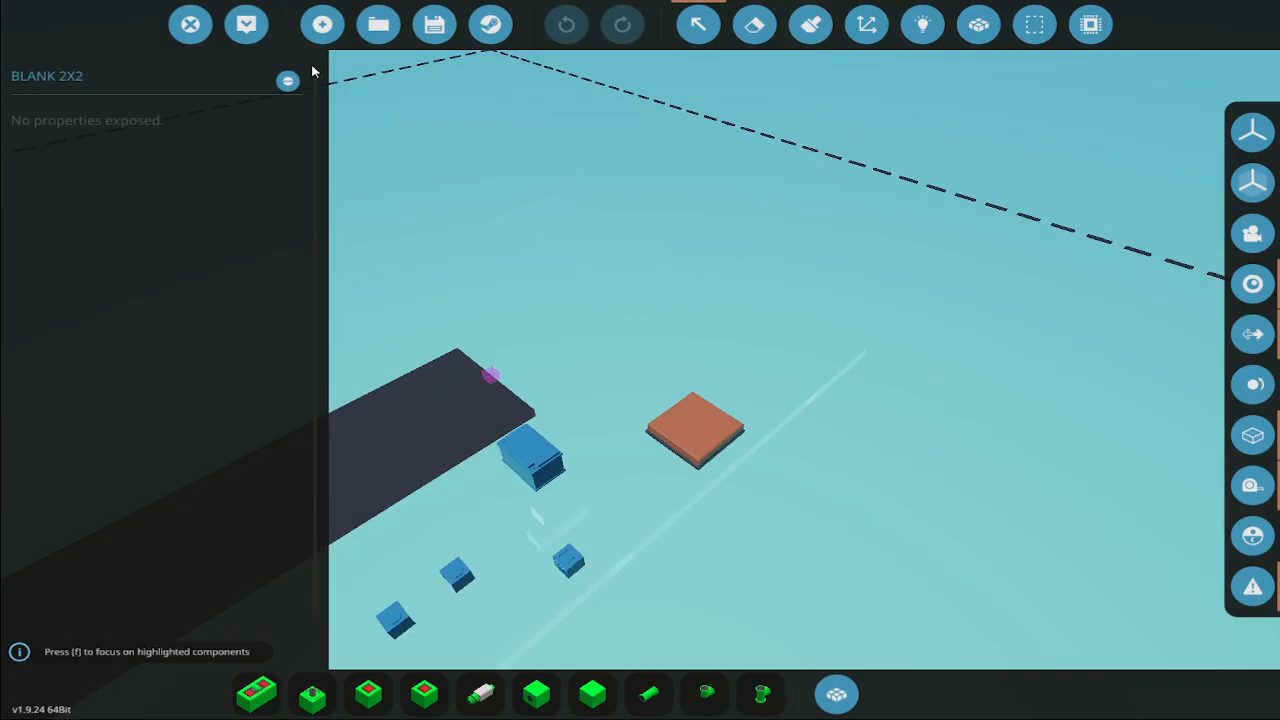 BLANK 2X2
No properties exposed.
Press [f] to focus on highlighted components
v1.9.24 64Bit